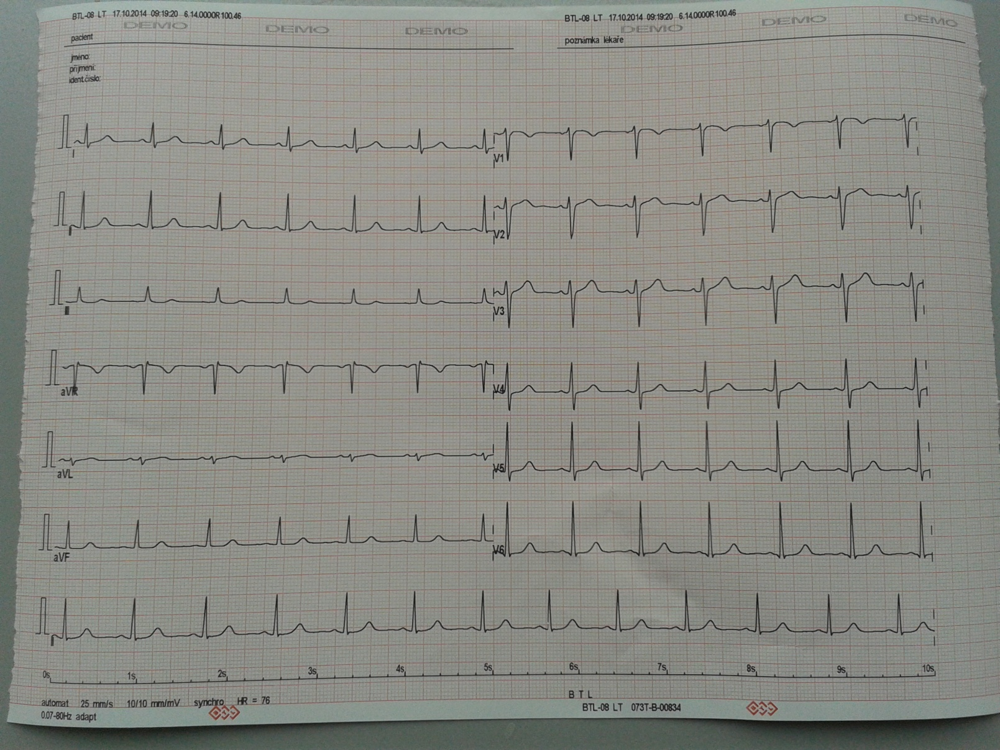 BTL-08 LT 17.10.2014 09:19:20 6.14.0000R100.46
DEMO DEMO DEMO
pacient
jméno:
příjmení:
ident.číslo:
BTL-08 LT 17.10.2014 09:19:20 6.14.0000R100.46
DEMO DEMO DEMO
poznámka lékaře
I
V1
II
V2
III
V3
aVR
V4
aVL
V5
aVF
V6
II
0s 1s 2s 3s 4s 5s 6s 7s 8s 9s 10s
automat 25 mm/s 10/10 mm/mV synchro HR = 76
0.07-80Hz adapt
B T L
BTL-08 LT 073T-B-00834